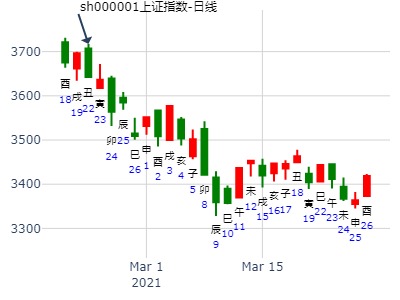 sh000001上证指数-日线
3700
3600
3500
3400
3300
酉
18
戌
19
丑
22
寅
23
卯
24
辰
25
巳
26
申
1
酉
2
戌
3
亥
4
子
5
卯
8
辰
9
巳
10
午
11
未
12
戌
15
亥
16
子
17
丑
18
寅
19
巳
22
午
23
未
24
申
25
酉
26
Mar 1
2021
Mar 15